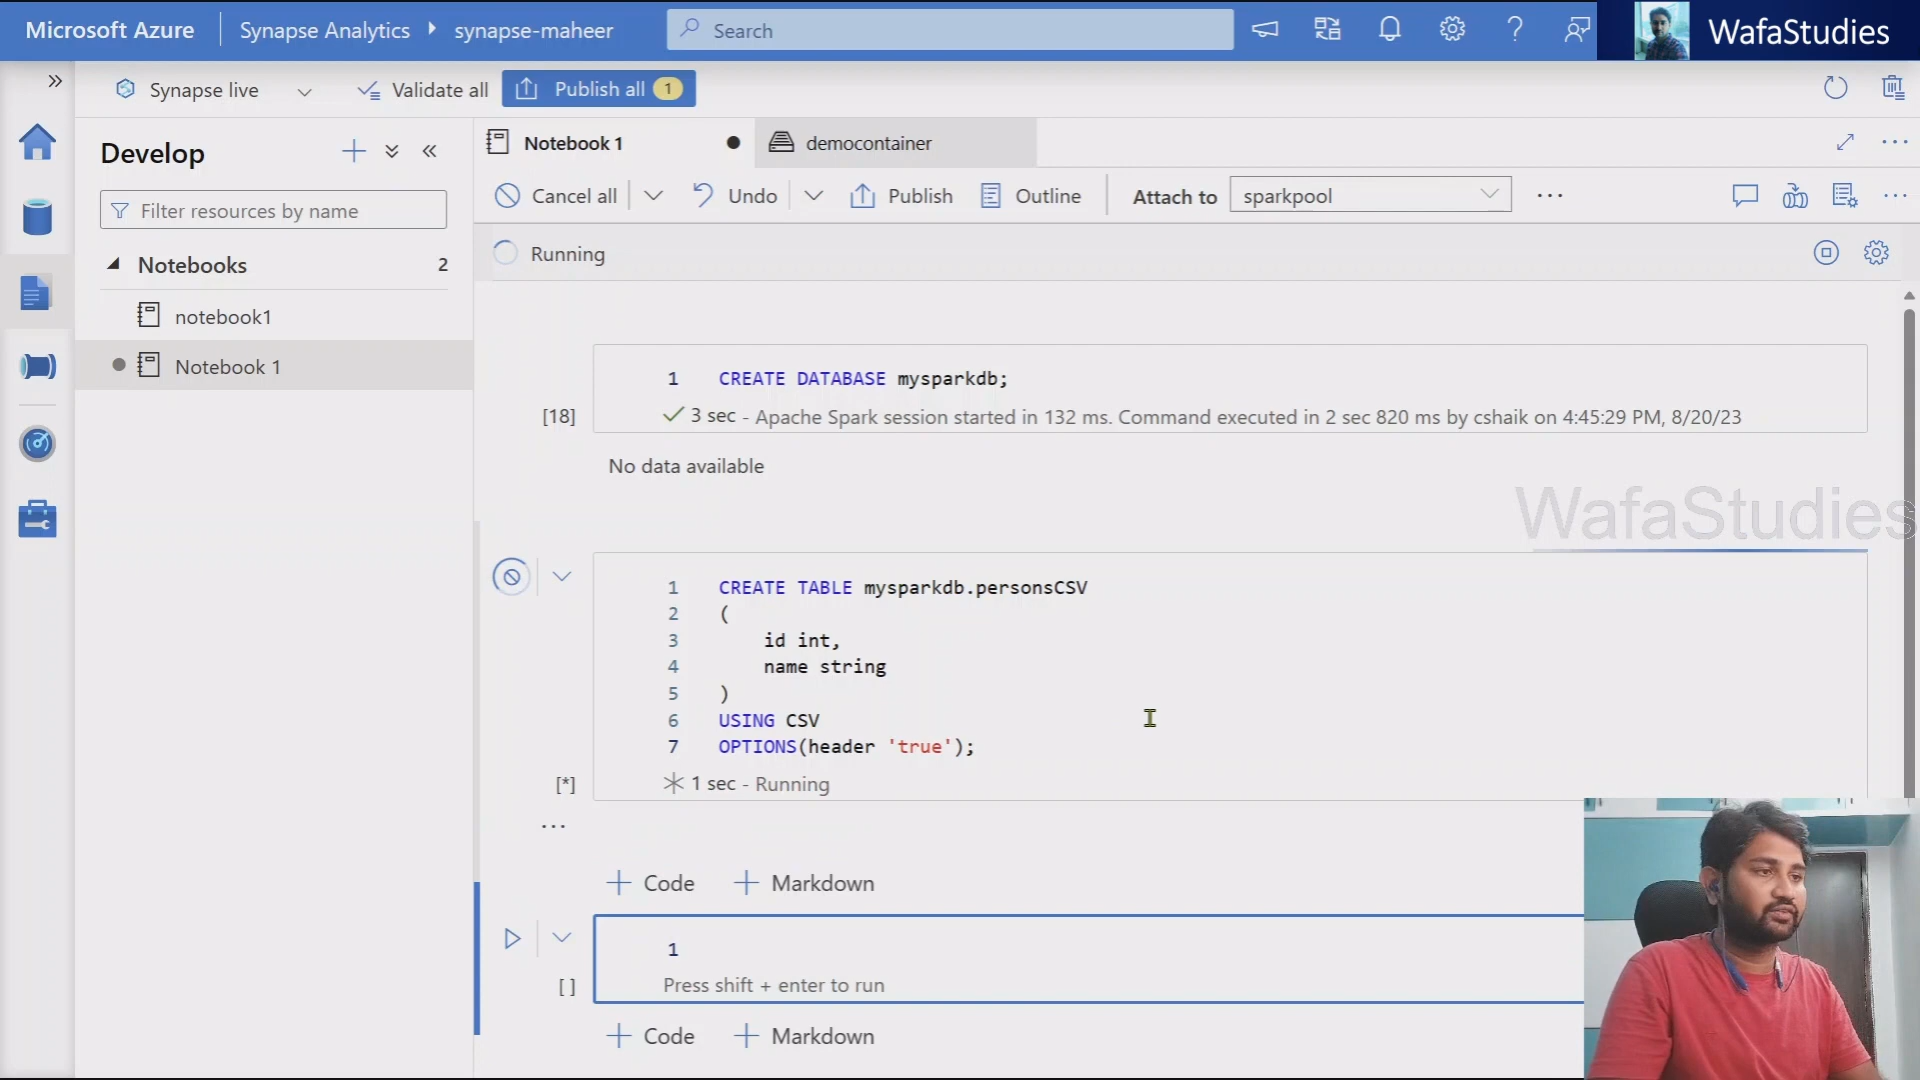 Microsoft Azure
Synapse Analytics
synapse-maheer
Search
WafaStudies
Synapse live
Validate all
Publish all 1
Develop
Notebook 1
democontainer
Cancel all
Undo
Publish
Outline
Attach to
sparkpool
Filter resources by name
Running
Notebooks
2
notebook1
Notebook 1
1 CREATE DATABASE mysparkdb;
[18]
3 sec - Apache Spark session started in 132 ms. Command executed in 2 sec 820 ms by cshaik on 4:45:29 PM, 8/20/23
No data available
WafaStudies
1 CREATE TABLE mysparkdb.personsCSV
2 (
3 id int,
4 name string
5 )
6 USING CSV
7 OPTIONS(header 'true');
[*]
1 sec - Running
...
+ Code + Markdown
1
Press shift + enter to run
[ ]
+ Code + Markdown